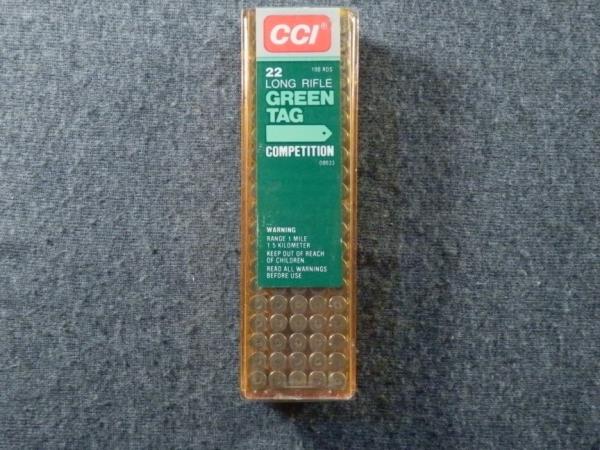 CCI®
22 100 RDS
LONG RIFLE
GREEN
TAG
COMPETITION
WARNING
RANGE 1 MILE
1.5 KILOMETER
KEEP OUT OF REACH
OF CHILDREN
READ ALL WARNINGS
BEFORE USE